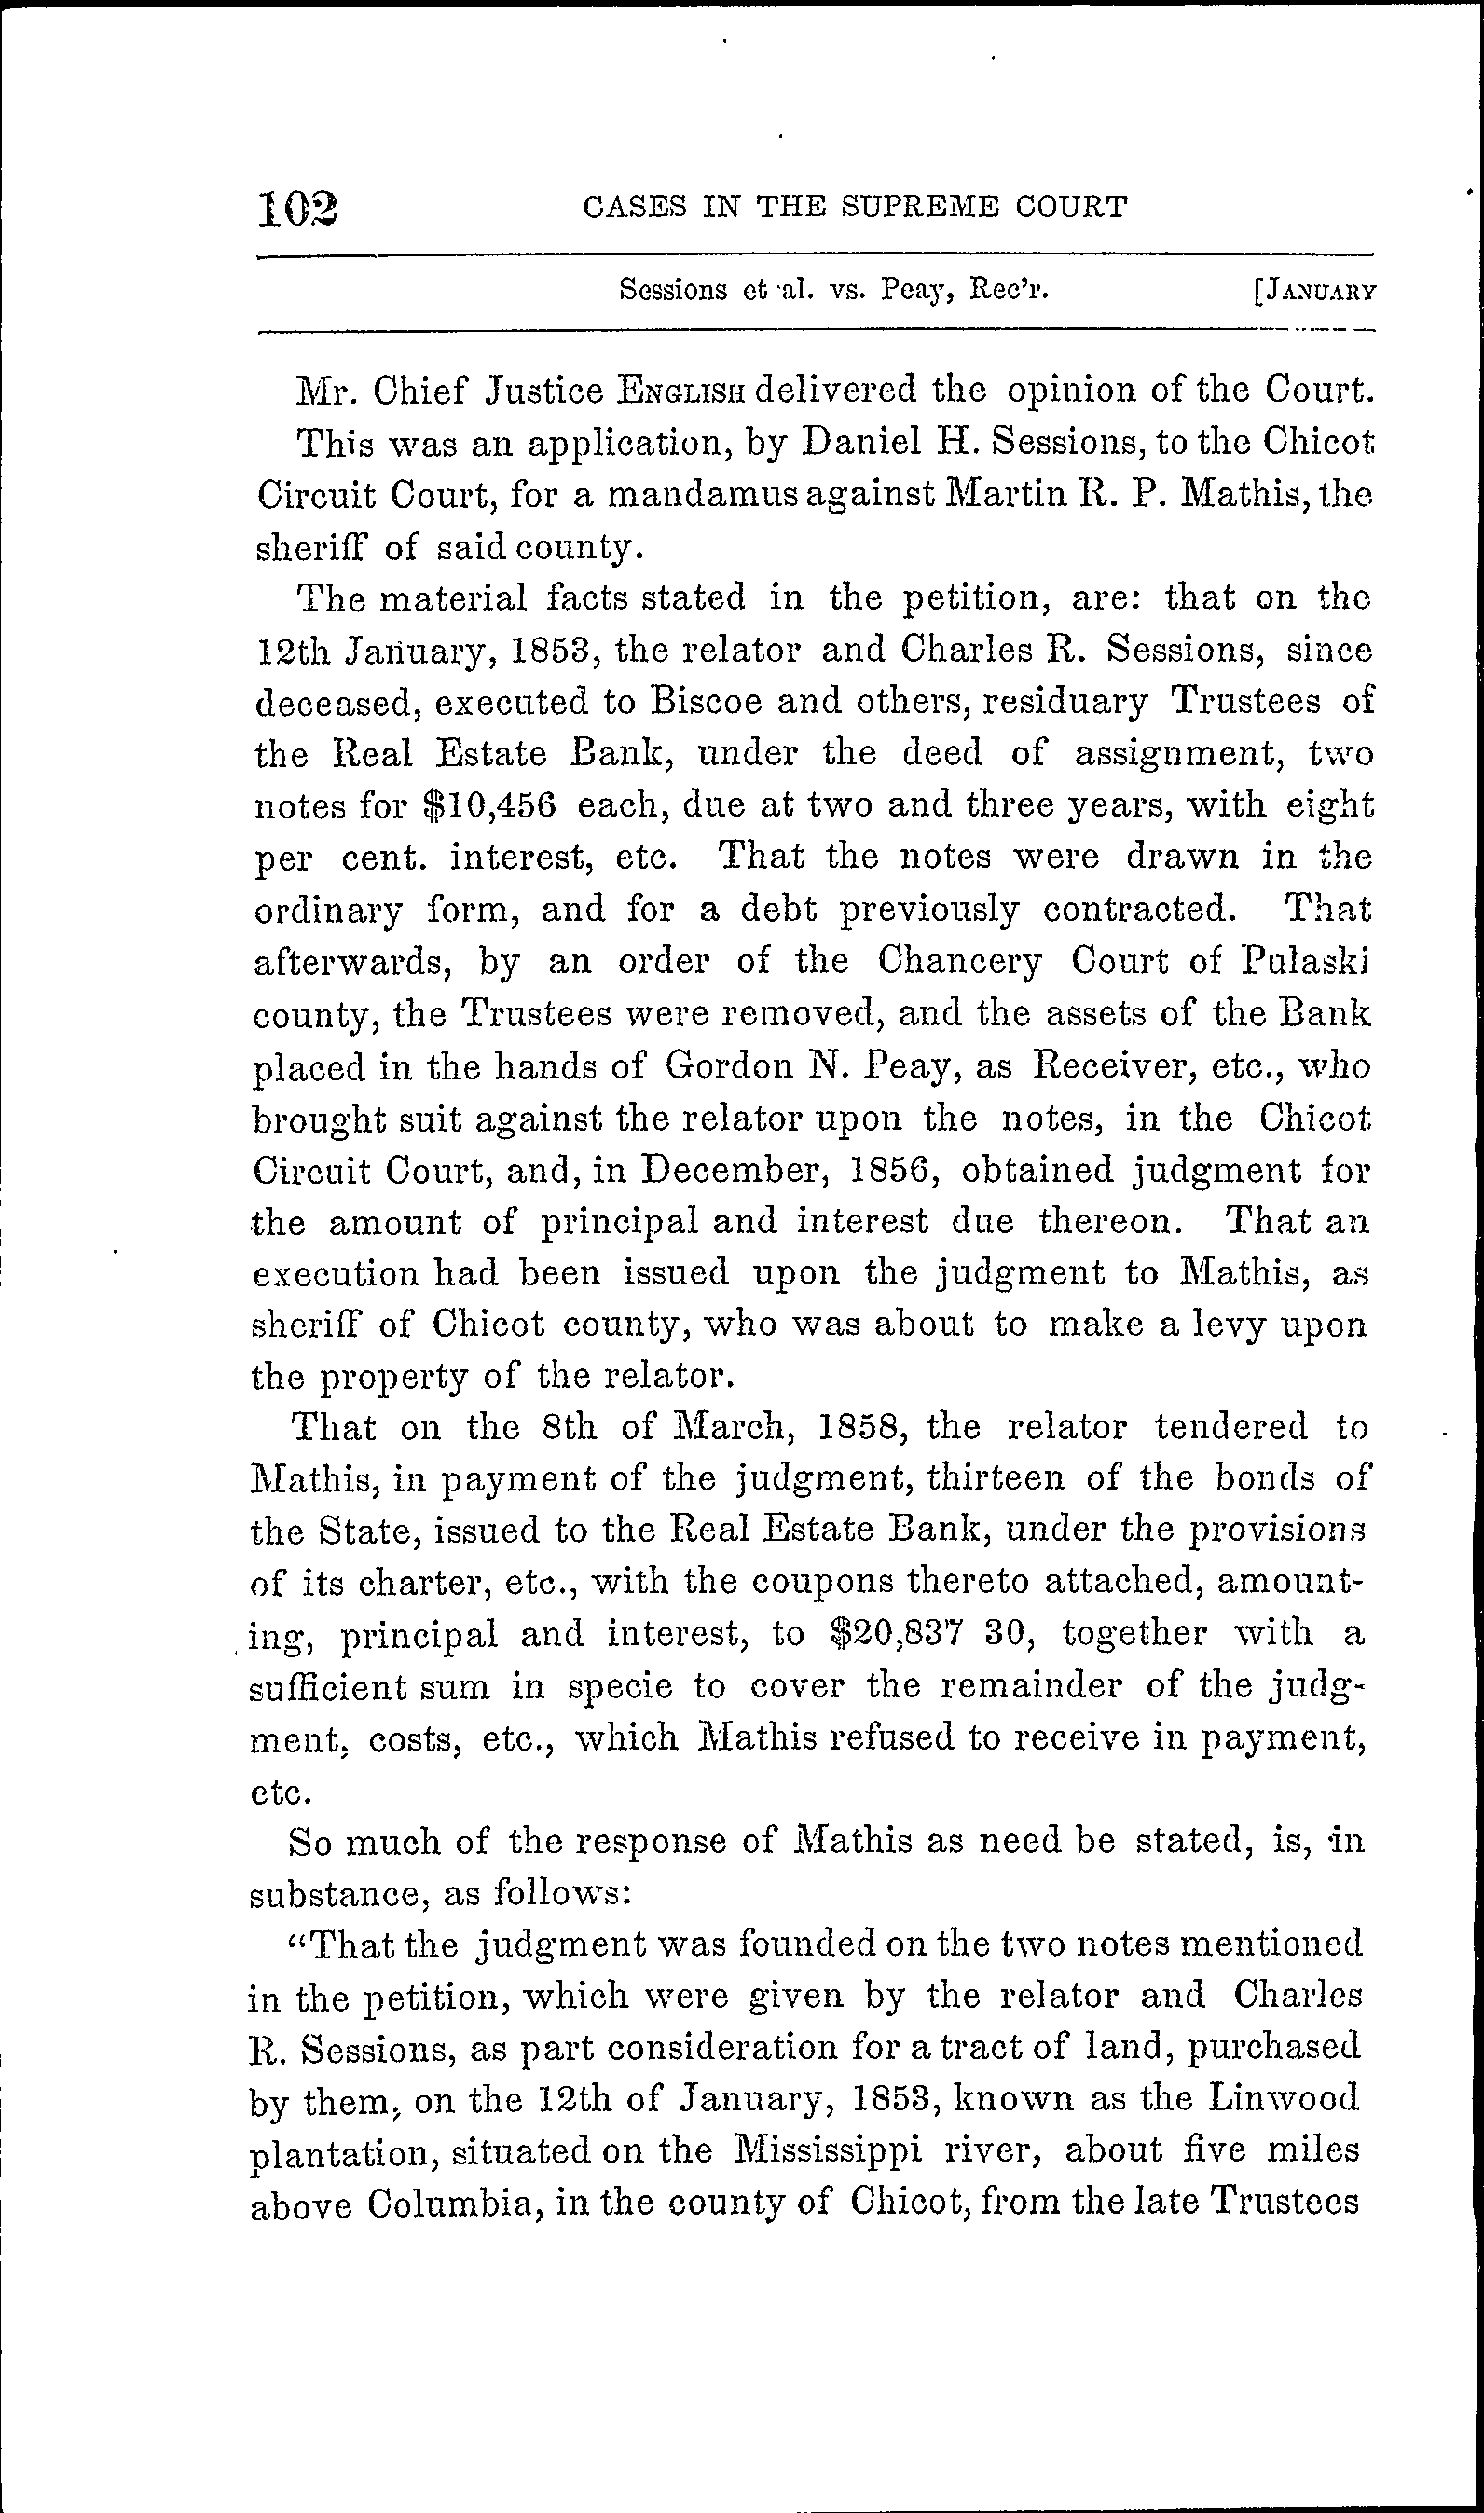 102 CASES IN THE SUPREME COURT
Sessions et al. vs. Peay, Rec'r. [JANUARY
Mr. Chief Justice ENGLISH delivered the opinion of the Court.
This was an application, by Daniel H. Sessions, to the Chicot
Circuit Court, for a mandamus against Martin R. P. Mathis, the
sheriff of said county.
The material facts stated in the petition, are: that on the
12th January, 1853, the relator and Charles R. Sessions, since
deceased, executed to Biscoe and others, residuary Trustees of
the Real Estate Bank, under the deed of assignment, two
notes for $10,456 each, due at two and three years, with eight
per cent. interest, etc. That the notes were drawn in the
ordinary form, and for a debt previously contracted. That
afterwards, by an order of the Chancery Court of Pulaski
county, the Trustees were removed, and the assets of the Bank
placed in the hands of Gordon N. Peay, as Receiver, etc., who
brought suit against the relator upon the notes, in the Chicot
Circuit Court, and, in December, 1856, obtained judgment for
the amount of principal and interest due thereon. That an
execution had been issued upon the judgment to Mathis, as
sheriff of Chicot county, who was about to make a levy upon
the property of the relator.
That on the 8th of March, 1858, the relator tendered to
Mathis, in payment of the judgment, thirteen of the bonds of
the State, issued to the Real Estate Bank, under the provisions
of its charter, etc., with the coupons thereto attached, amount-
ing, principal and interest, to $20,837 30, together with a
sufficient sum in specie to cover the remainder of the judg-
ment, costs, etc., which Mathis refused to receive in payment,
etc.
So much of the response of Mathis as need be stated, is, in
substance, as follows:
"That the judgment was founded on the two notes mentioned
in the petition, which were given by the relator and Charles
R. Sessions, as part consideration for a tract of land, purchased
by them, on the 12th of January, 1853, known as the Linwood
plantation, situated on the Mississippi river, about five miles
above Columbia, in the county of Chicot, from the late Trustees